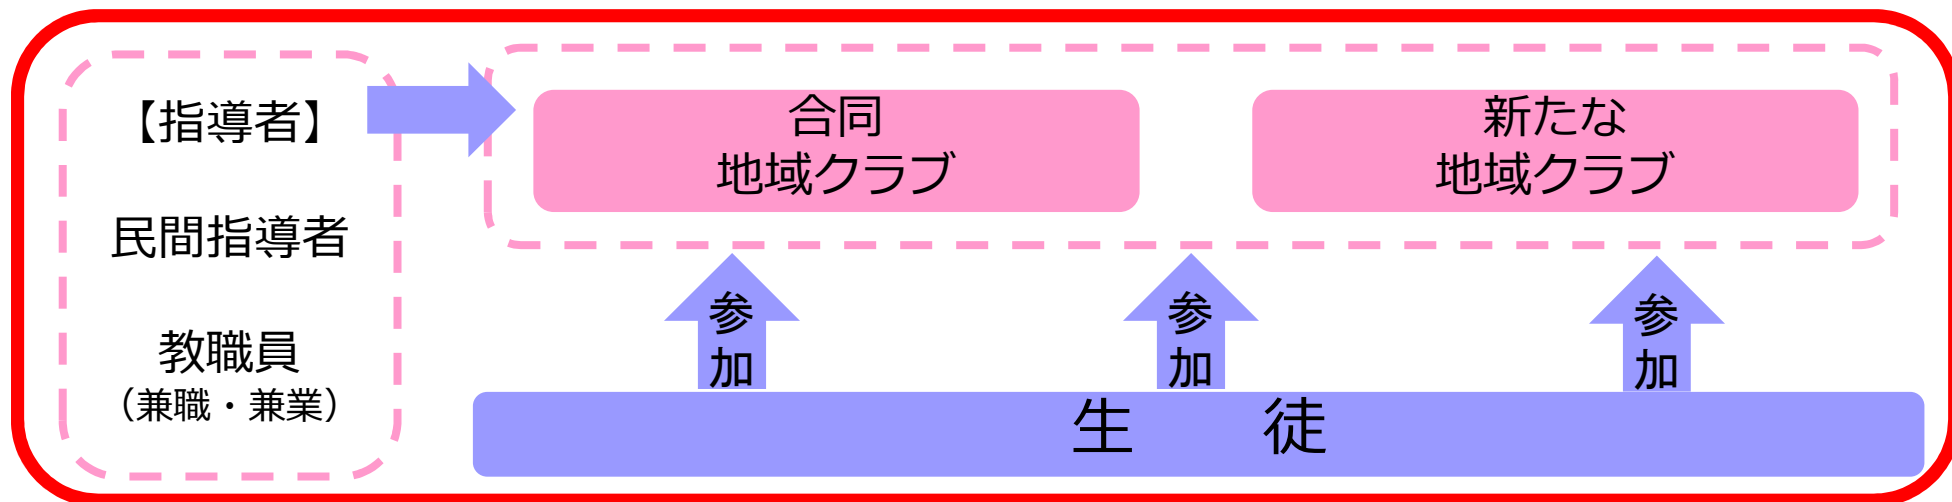 【指導者】
民間指導者
教職員
（兼職・兼業）
合同
地域クラブ
新たな
地域クラブ
参加
参加
参加
生　徒